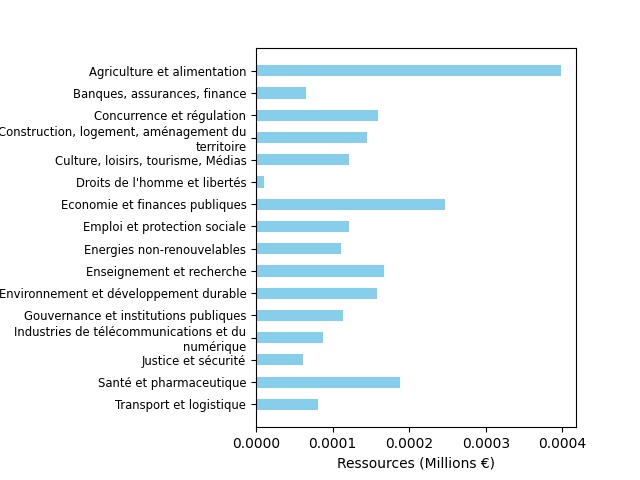 Agriculture et alimentation
Banques, assurances, finance
Concurrence et régulation
Construction, logement, aménagement du
territoire
Culture, loisirs, tourisme, Médias
Droits de l'homme et libertés
Economie et finances publiques
Emploi et protection sociale
Energies non-renouvelables
Enseignement et recherche
Environnement et développement durable
Gouvernance et institutions publiques
Industries de télécommunications et du
numérique
Justice et sécurité
Santé et pharmaceutique
Transport et logistique
0.0000 0.0001 0.0002 0.0003 0.0004
Ressources (Millions €)